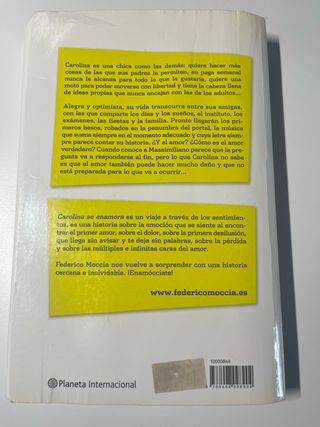 Carolina es una chica como las demás: quiere hacer más
cosas de las que sus padres la permiten, su paga semanal
nunca le alcanza para todo lo que le gustaría, quiere una
moto para poder moverse con libertad y tiene la cabeza llena
de ideas propias que nunca encajan con las de los adultos...
Alegre y optimista, su vida transcurre entre sus amigas,
con las que comparte los días y los sueños, el instituto, los
exámenes, las fiestas y la familia. Pronto llegarán los pri-
meros besos, robados en la penumbra del portal, la música
que suena siempre en el momento adecuado y cuya letra
siempre parece contar su historia. ¿Y el amor? ¿Cómo es el amor
verdadero? Cuando conoce a Massimiliano parece que la pre-
gunta va a responderse al fin, pero lo que Carolina no sabe
es que el amor también puede hacer mucho daño y que no
está preparada para lo que va a ocurrir...
Carolina se enamora es un viaje a través de los sentimien-
tos, es una historia sobre la emoción que se siente al encon-
trar el primer amor, sobre el dolor, sobre la primera desilusión,
que llega sin avisar y te deja sin palabras, sobre la pérdida
y sobre las múltiples e infinitas caras del amor.
Federico Moccia nos vuelve a sorprender con una historia
cercana e inolvidable. ¡Enamócciate!
www.federicomoccia.es
10000844
Planeta Internacional